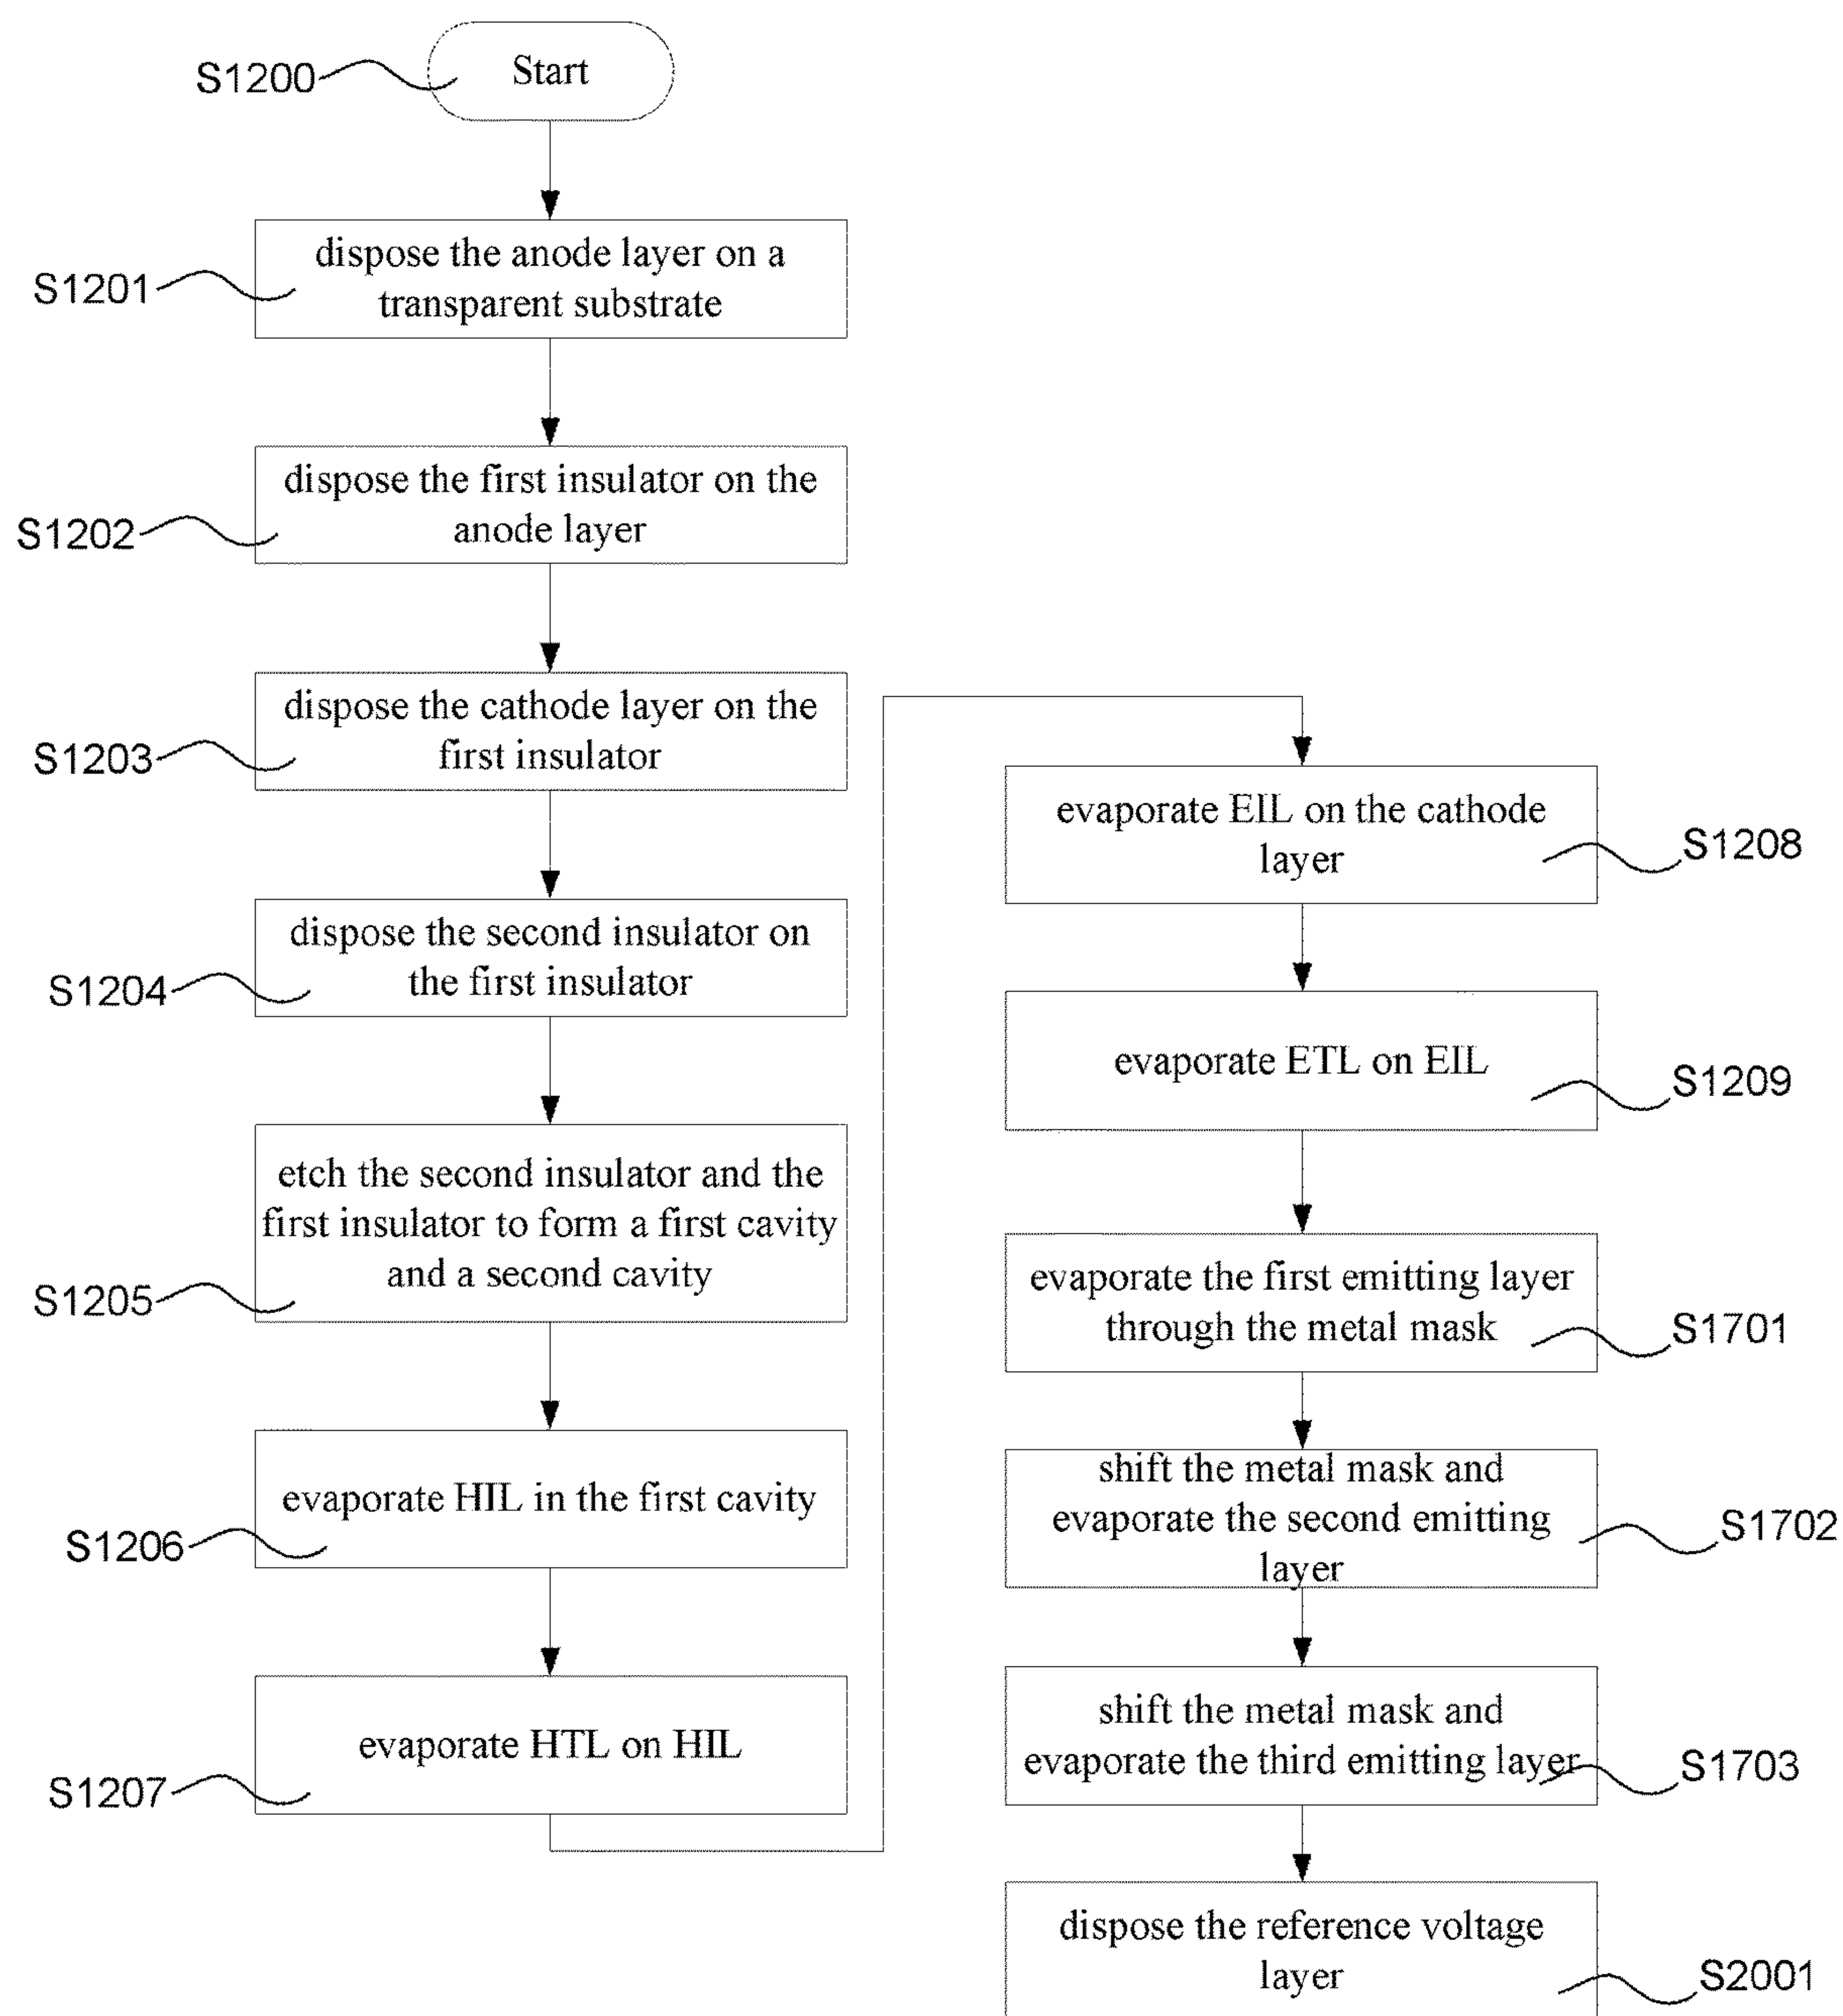 S1200
Start
S1201
dispose the anode layer on a
transparent substrate
S1202
dispose the first insulator on the
anode layer
S1203
dispose the cathode layer on the
first insulator
S1204
dispose the second insulator on
the first insulator
S1205
etch the second insulator and the
first insulator to form a first cavity
and a second cavity
S1206
evaporate HIL in the first cavity
S1207
evaporate HTL on HIL
evaporate EIL on the cathode
layer
S1208
evaporate ETL on EIL
S1209
evaporate the first emitting layer
through the metal mask
S1701
shift the metal mask and
evaporate the second emitting
layer
S1702
shift the metal mask and
evaporate the third emitting layer
S1703
dispose the reference voltage
layer
S2001